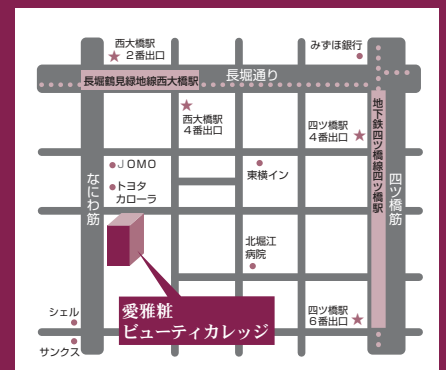 西大橋駅
２番出口
みずほ銀行
長堀通り
長堀鶴見緑地線西大橋駅
西大橋駅
４番出口
四ツ橋駅
４番出口
地下鉄四ツ橋線四ツ橋駅
四ツ橋筋
なにわ筋
JOMO
トヨタ
カローラ
東横イン
北堀江
病院
愛雅粧
ビューティカレッジ
シェル
サンクス
四ツ橋駅
６番出口